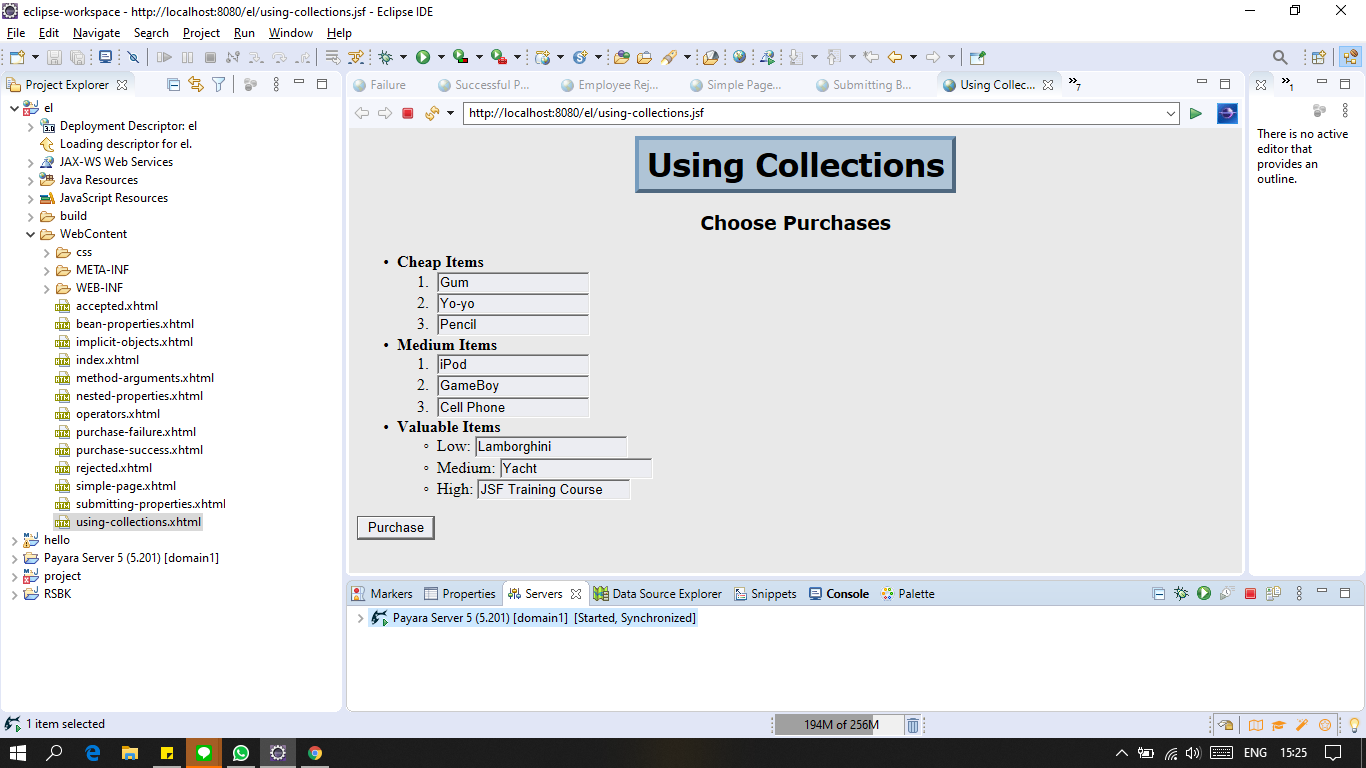 eclipse-workspace - http://localhost:8080/el/using-collections.jsf - Eclipse IDE
File Edit Navigate Search Project Run Window Help
Project Explorer
el
Deployment Descriptor: el
Loading descriptor for el.
JAX-WS Web Services
Java Resources
JavaScript Resources
build
WebContent
css
META-INF
WEB-INF
accepted.xhtml
bean-properties.xhtml
implicit-objects.xhtml
index.xhtml
method-arguments.xhtml
nested-properties.xhtml
operators.xhtml
purchase-failure.xhtml
purchase-success.xhtml
rejected.xhtml
simple-page.xhtml
submitting-properties.xhtml
using-collections.xhtml
hello
Payara Server 5 (5.201) [domain1]
project
RSBK
Failure Successful P... Employee Rej... Simple Page... Submitting B... Using Collec... 7
http://localhost:8080/el/using-collections.jsf
Using Collections
Choose Purchases
• Cheap Items
1. Gum
2. Yo-yo
3. Pencil
• Medium Items
1. iPod
2. GameBoy
3. Cell Phone
• Valuable Items
◦ Low: Lamborghini
◦ Medium: Yacht
◦ High: JSF Training Course
Purchase
1
There is no active
editor that
provides an
outline.
Markers Properties Servers Data Source Explorer Snippets Console Palette
Payara Server 5 (5.201) [domain1] [Started, Synchronized]
1 item selected
194M of 256M
ENG 15:25